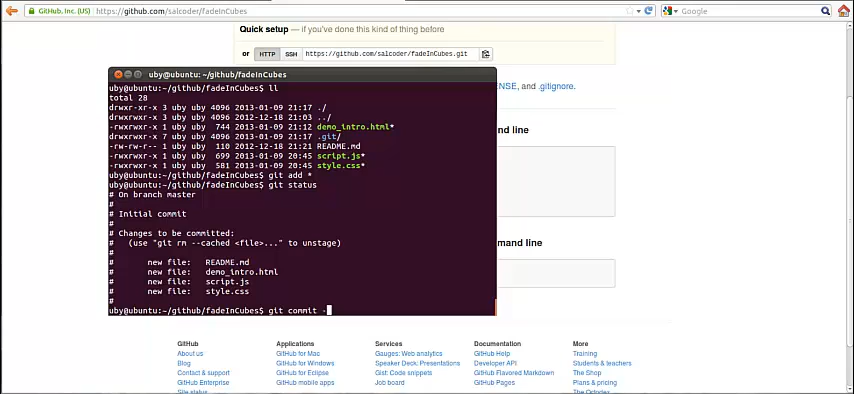 GitHub, Inc. (US) https://github.com/salcoder/fadeInCubes
Google
Quick setup — if you've done this kind of thing before
or HTTP SSH https://github.com/salcoder/fadeInCubes.git
ENSE, and .gitignore.
uby@ubuntu: ~/github/fadeInCubes
uby@ubuntu:~/github/fadeInCubes$ ll
total 28
drwxrwxr-x 3 uby uby 4096 2013-01-09 21:17 ./
drwxrwxr-x 3 uby uby 4096 2012-12-18 21:03 ../
-rwxrwxr-x 1 uby uby  744 2013-01-09 21:12 demo_intro.html*
drwxrwxr-x 7 uby uby 4096 2013-01-09 21:17 .git/
-rw-rw-r-- 1 uby uby  110 2012-12-18 21:21 README.md
-rwxrwxr-x 1 uby uby  699 2013-01-09 20:45 script.js*
-rwxrwxr-x 1 uby uby  581 2013-01-09 20:45 style.css*
uby@ubuntu:~/github/fadeInCubes$ git add *
uby@ubuntu:~/github/fadeInCubes$ git status
# On branch master
#
# Initial commit
#
# Changes to be committed:
#   (use "git rm --cached <file>..." to unstage)
#
#       new file:   README.md
#       new file:   demo_intro.html
#       new file:   script.js
#       new file:   style.css
#
uby@ubuntu:~/github/fadeInCubes$ git commit -
nd line
mand line
GitHub
About us
Blog
Contact & support
GitHub Enterprise
Site status
Applications
GitHub for Mac
GitHub for Windows
GitHub for Eclipse
GitHub mobile apps
Services
Gauges: Web analytics
Speaker Deck: Presentations
Gist: Code snippets
Job board
Documentation
GitHub Help
Developer API
GitHub Flavored Markdown
GitHub Pages
More
Training
Students & teachers
The Shop
Plans & pricing
The Octodex